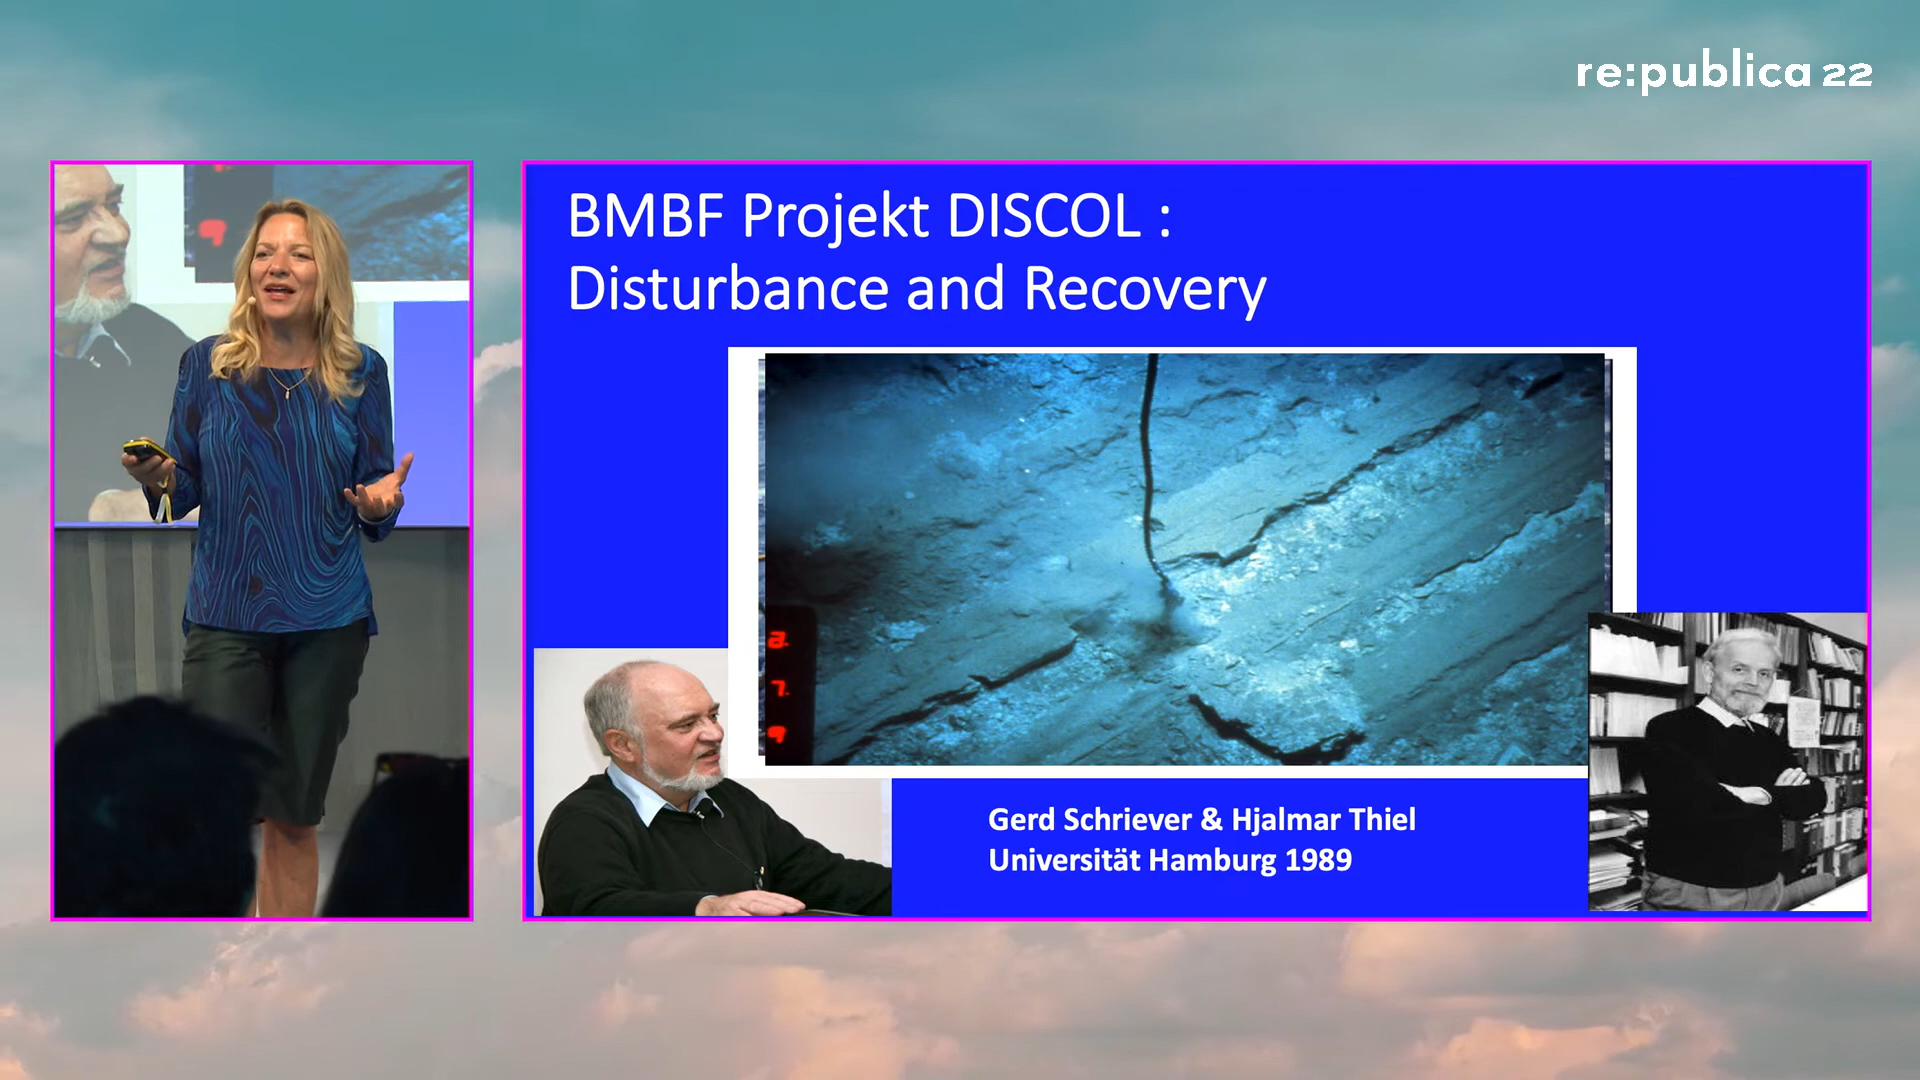 re:publica 22
BMBF Projekt DISCOL :
Disturbance and Recovery
Gerd Schriever & Hjalmar Thiel
Universität Hamburg 1989